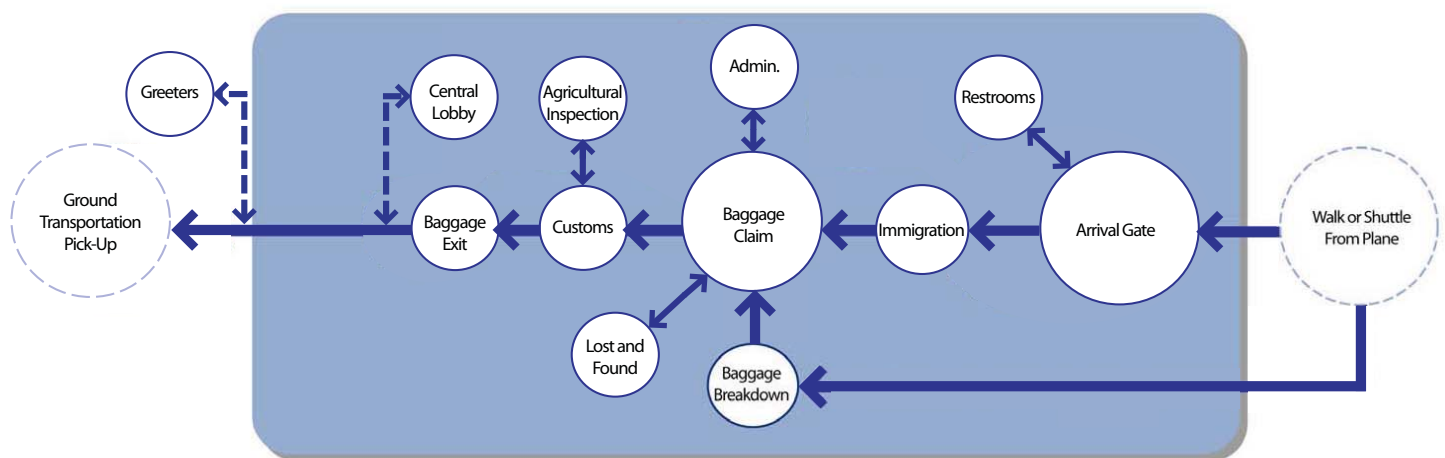 Greeters
Central
Lobby
Agricultural
Inspection
Admin.
Restrooms
Ground
Transportation
Pick-Up
Baggage
Exit
Customs
Baggage
Claim
Immigration
Arrival Gate
Walk or Shuttle
From Plane
Lost and
Found
Baggage
Breakdown